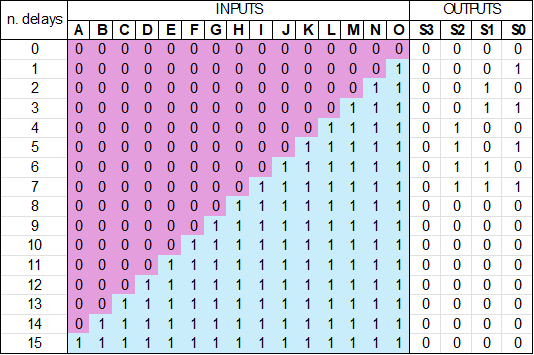 n. delays INPUTS OUTPUTS
A B C D E F G H I J K L M N O S3 S2 S1 S0
0 0 0 0 0 0 0 0 0 0 0 0 0 0 0 0 0 0 0 0
1 0 0 0 0 0 0 0 0 0 0 0 0 0 0 1 0 0 0 1
2 0 0 0 0 0 0 0 0 0 0 0 0 0 1 1 0 0 1 0
3 0 0 0 0 0 0 0 0 0 0 0 0 1 1 1 0 0 1 1
4 0 0 0 0 0 0 0 0 0 0 0 1 1 1 1 0 1 0 0
5 0 0 0 0 0 0 0 0 0 0 1 1 1 1 1 0 1 0 1
6 0 0 0 0 0 0 0 0 0 1 1 1 1 1 1 0 1 1 0
7 0 0 0 0 0 0 0 0 1 1 1 1 1 1 1 0 1 1 1
8 0 0 0 0 0 0 0 1 1 1 1 1 1 1 1 0 0 0 0
9 0 0 0 0 0 0 1 1 1 1 1 1 1 1 1 0 0 0 0
10 0 0 0 0 0 1 1 1 1 1 1 1 1 1 1 0 0 0 0
11 0 0 0 0 1 1 1 1 1 1 1 1 1 1 1 0 0 0 0
12 0 0 0 1 1 1 1 1 1 1 1 1 1 1 1 0 0 0 0
13 0 0 1 1 1 1 1 1 1 1 1 1 1 1 1 0 0 0 0
14 0 1 1 1 1 1 1 1 1 1 1 1 1 1 1 0 0 0 0
15 1 1 1 1 1 1 1 1 1 1 1 1 1 1 1 0 0 0 0